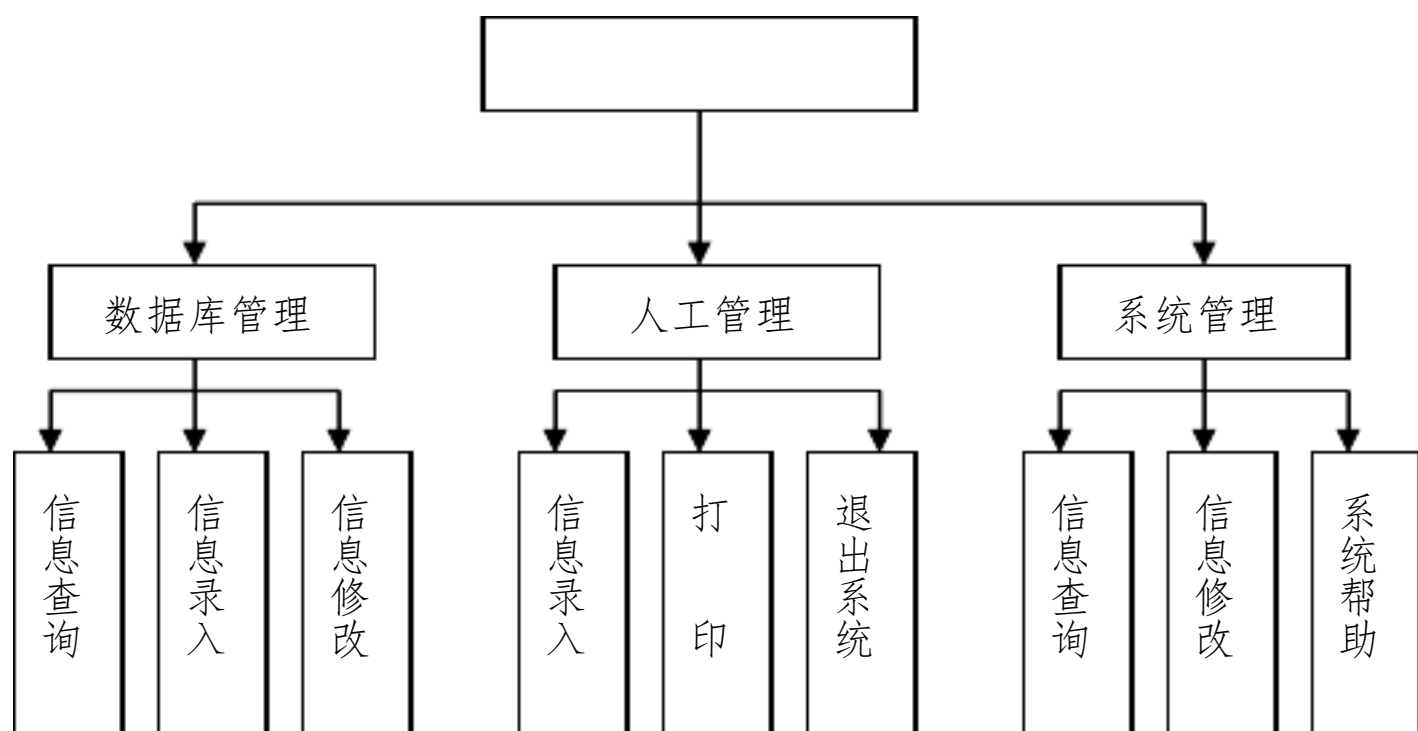 数据库管理
人工管理
系统管理
信息查询
信息录入
信息修改
信息录入
打印
退出系统
信息查询
信息修改
系统帮助